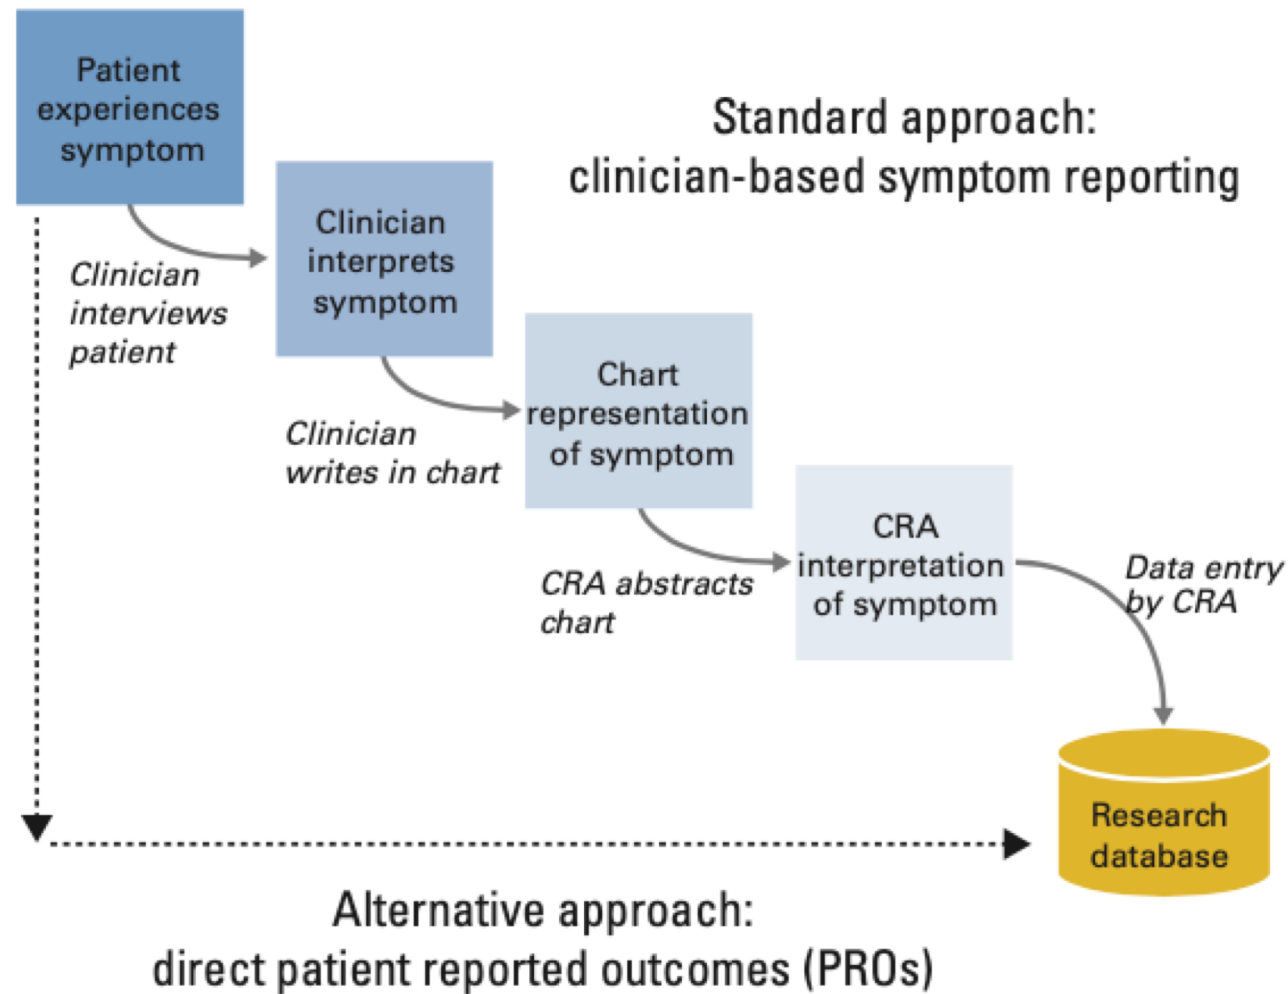 Patient
experiences
symptom
Standard approach:
clinician-based symptom reporting
Clinician
interprets
symptom
Clinician
interviews
patient
Chart
representation
of symptom
Clinician
writes in chart
CRA
interpretation
of symptom
CRA abstracts
chart
Data entry
by CRA
Research
database
Alternative approach:
direct patient reported outcomes (PROs)